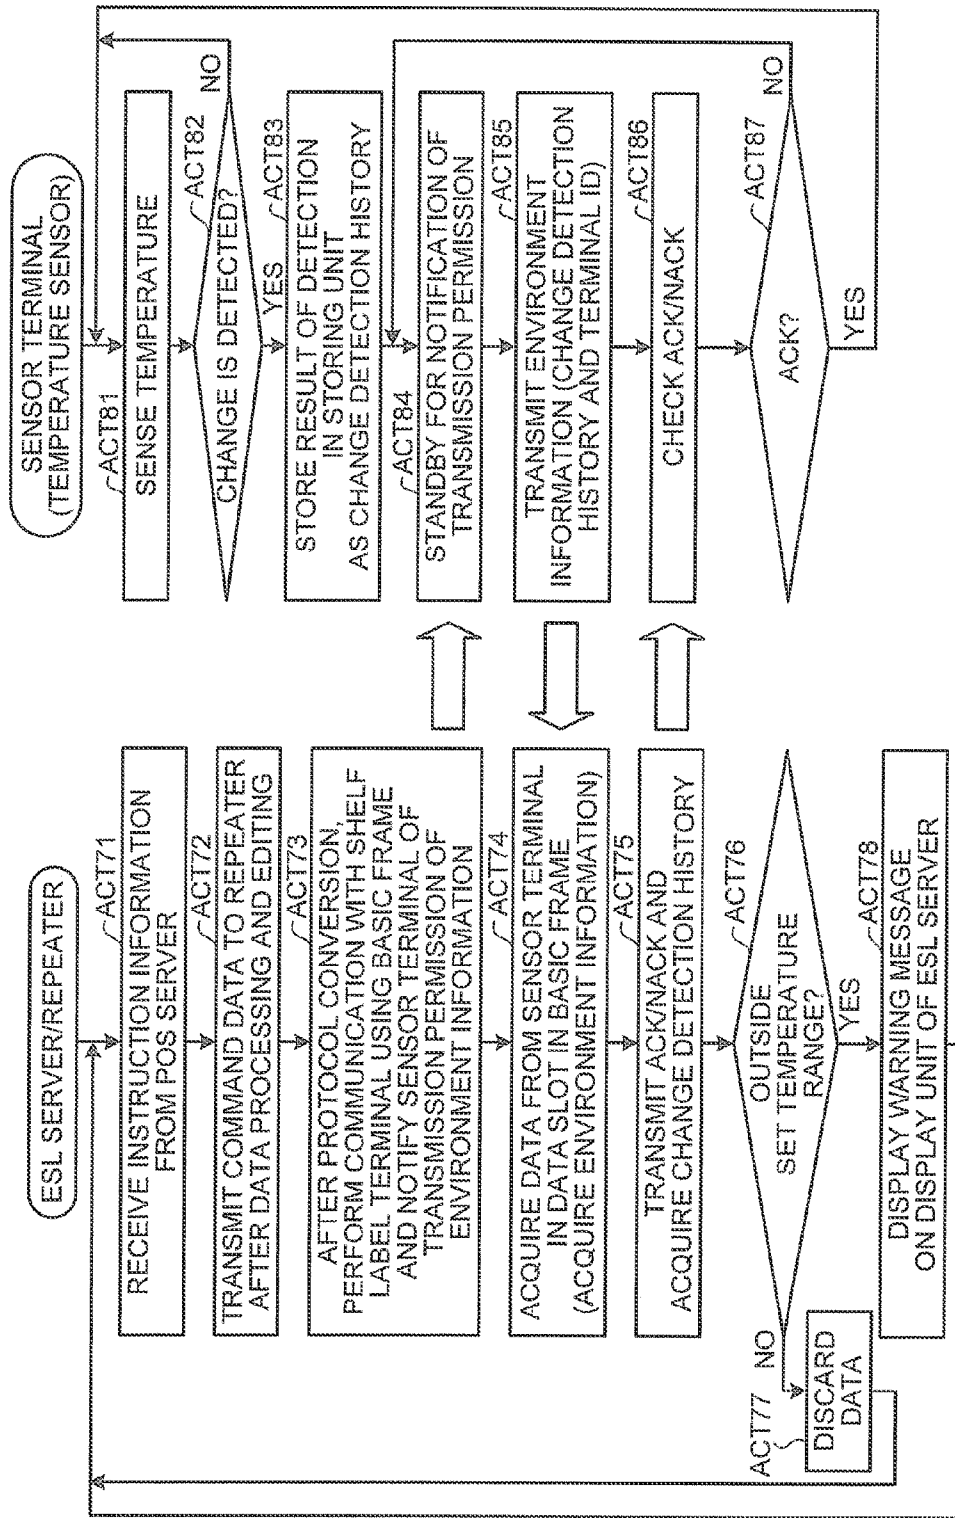 ESL SERVER/REPEATER
ACT71
RECEIVE INSTRUCTION INFORMATION
FROM POS SERVER
ACT72
TRANSMIT COMMAND DATA TO REPEATER
AFTER DATA PROCESSING AND EDITING
ACT73
AFTER PROTOCOL CONVERSION,
PERFORM COMMUNICATION WITH SHELF
LABEL TERMINAL USING BASIC FRAME
AND NOTIFY SENSOR TERMINAL OF
TRANSMISSION PERMISSION OF
ENVIRONMENT INFORMATION
ACT74
ACQUIRE DATA FROM SENSOR TERMINAL
IN DATA SLOT IN BASIC FRAME
(ACQUIRE ENVIRONMENT INFORMATION)
ACT75
TRANSMIT ACK/NACK AND
ACQUIRE CHANGE DETECTION HISTORY
ACT76
OUTSIDE
SET TEMPERATURE
RANGE?
NO
YES
ACT77
DISCARD
DATA
ACT78
DISPLAY WARNING MESSAGE
ON DISPLAY UNIT OF ESL SERVER
SENSOR TERMINAL
(TEMPERATURE SENSOR)
ACT81
SENSE TEMPERATURE
ACT82
CHANGE IS DETECTED?
NO
YES
ACT83
STORE RESULT OF DETECTION
IN STORING UNIT
AS CHANGE DETECTION HISTORY
ACT84
STANDBY FOR NOTIFICATION OF
TRANSMISSION PERMISSION
ACT85
TRANSMIT ENVIRONMENT
INFORMATION (CHANGE DETECTION
HISTORY AND TERMINAL ID)
ACT86
CHECK ACK/NACK
ACT87
ACK?
NO
YES